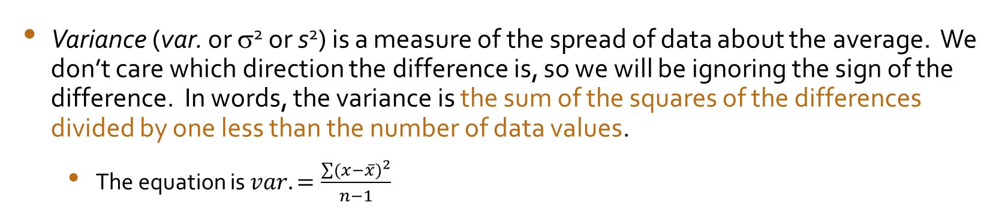 • Variance (var. or σ² or s²) is a measure of the spread of data about the average.  We
don’t care which direction the difference is, so we will be ignoring the sign of the
difference.  In words, the variance is the sum of the squares of the differences
divided by one less than the number of data values.
• The equation is var. = ∑(x−x̄)² / n−1